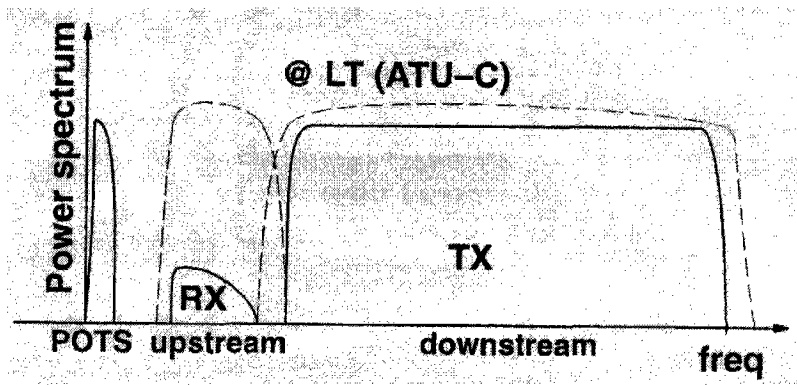 @ LT (ATU–C)
Power spectrum
TX
RX
POTS upstream downstream
freq